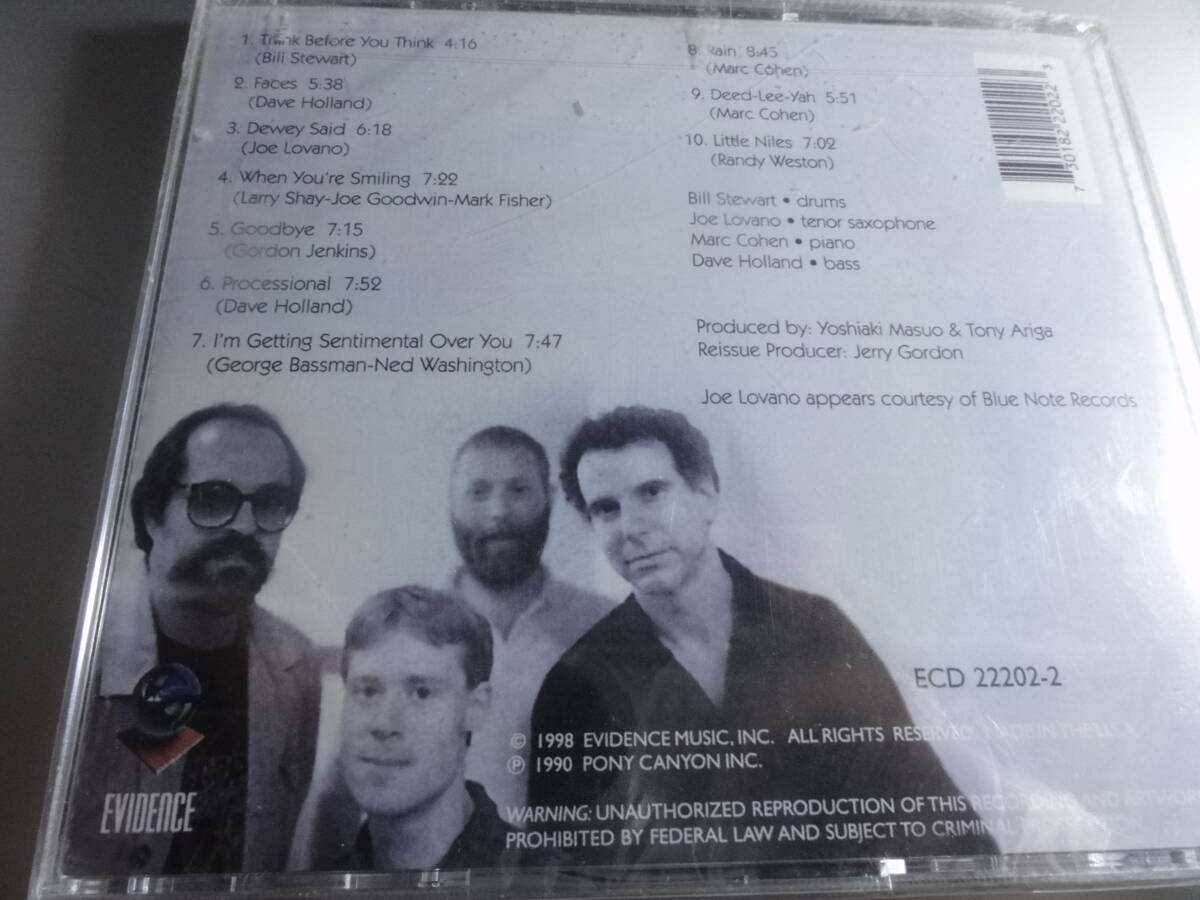 1. Think Before You Think 4:16
(Bill Stewart)
2. Faces 5:38
(Dave Holland)
3. Dewey Said 6:18
(Joe Lovano)
4. When You're Smiling 7:22
(Larry Shay-Joe Goodwin-Mark Fisher)
5. Goodbye 7:15
(Gordon Jenkins)
6. Processional 7:52
(Dave Holland)
7. I'm Getting Sentimental Over You 7:47
(George Bassman-Ned Washington)
8. Rain 8:45
(Marc Cohen)
9. Deed-Lee-Yah 5:51
(Marc Cohen)
10. Little Niles 7:02
(Randy Weston)
Bill Stewart • drums
Joe Lovano • tenor saxophone
Marc Cohen • piano
Dave Holland • bass
Produced by: Yoshiaki Masuo & Tony Ariga
Reissue Producer: Jerry Gordon
Joe Lovano appears courtesy of Blue Note Records
7 30182 22022 3
ECD 22202-2
© 1998 EVIDENCE MUSIC, INC. ALL RIGHTS RESERVED. MADE IN THE U.S.A.
℗ 1990 PONY CANYON INC.
WARNING: UNAUTHORIZED REPRODUCTION OF THIS RECORDING AND
PROHIBITED BY FEDERAL LAW AND SUBJECT TO CRIMINAL
EVIDENCE